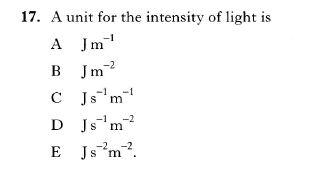 17. A unit for the intensity of light is
A J m⁻¹
B J m⁻²
C J s⁻¹ m⁻¹
D J s⁻¹ m⁻²
E J s⁻² m⁻².